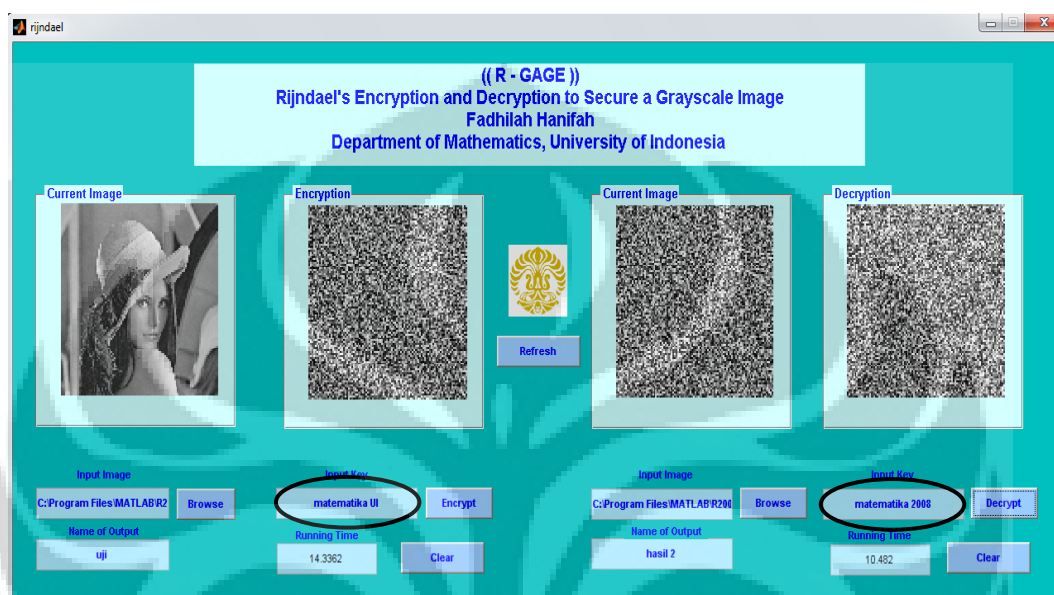 rijndael
(( R - GAGE ))
Rijndael's Encryption and Decryption to Secure a Grayscale Image
Fadhilah Hanifah
Department of Mathematics, University of Indonesia
Current Image
Encryption
Current Image
Decryption
Refresh
Input Image
Input Key
Input Image
Input Key
C:\Program Files\MATLAB\R2
Browse
matematika UI
Encrypt
C:\Program Files\MATLAB\R200
Browse
matematika 2008
Decrypt
Name of Output
Running Time
Name of Output
Running Time
uji
14.3362
Clear
hasil 2
10.482
Clear